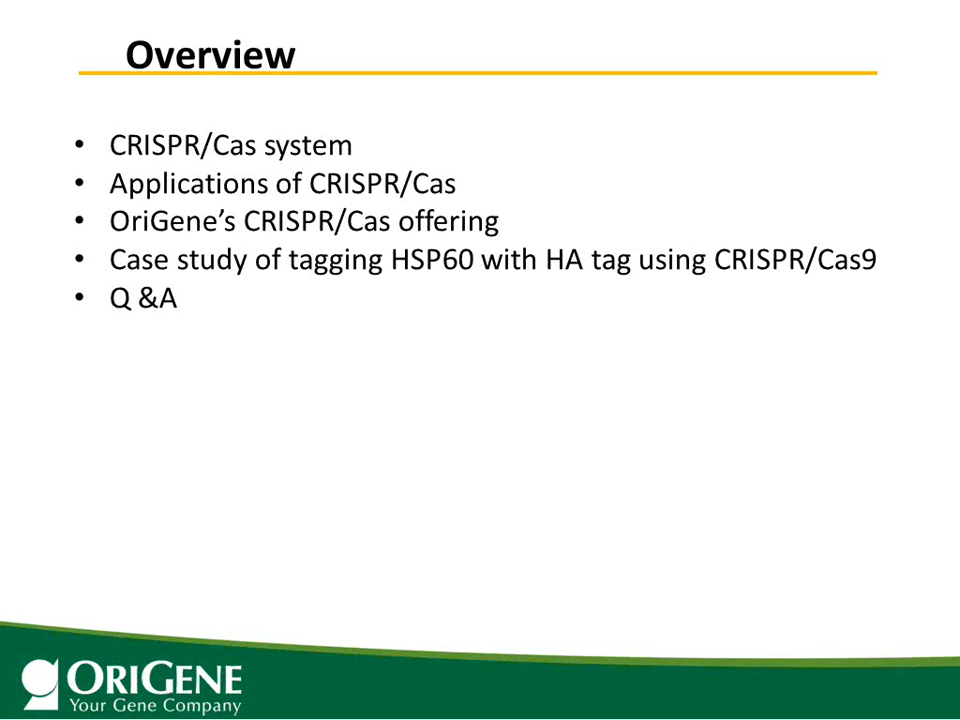 Overview
• CRISPR/Cas system
• Applications of CRISPR/Cas
• OriGene’s CRISPR/Cas offering
• Case study of tagging HSP60 with HA tag using CRISPR/Cas9
• Q &A
ORIGENE
Your Gene Company